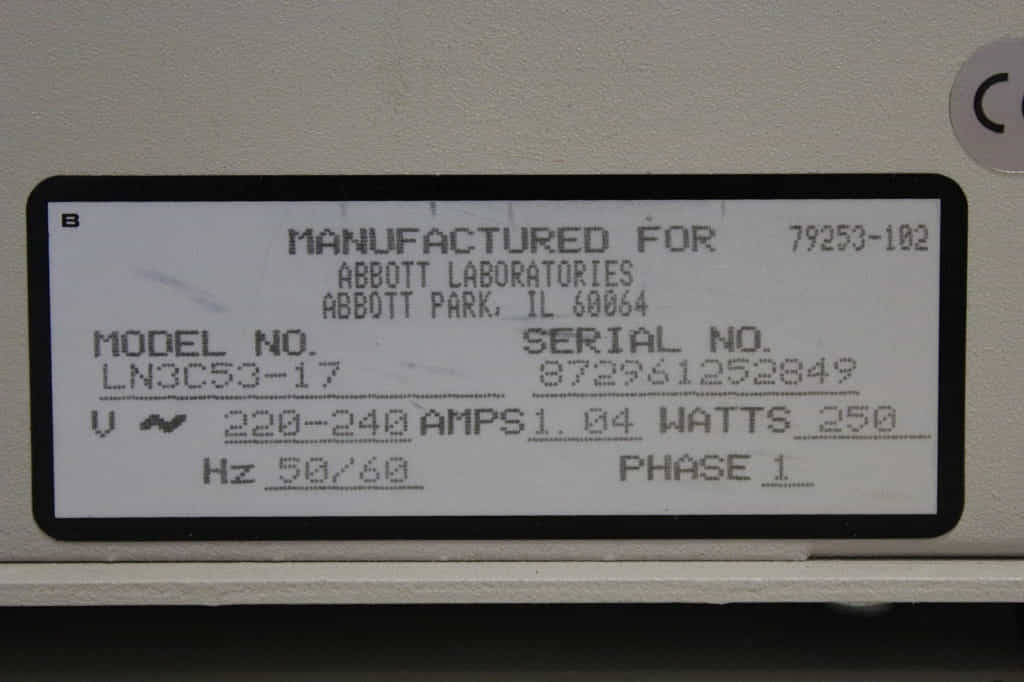 CE
B
MANUFACTURED FOR 79253-102
ABBOTT LABORATORIES
ABBOTT PARK, IL 60064
MODEL NO. SERIAL NO.
LN3C53-17 872961252849
V 220-240 AMPS 1.04 WATTS 250
Hz 50/60 PHASE 1